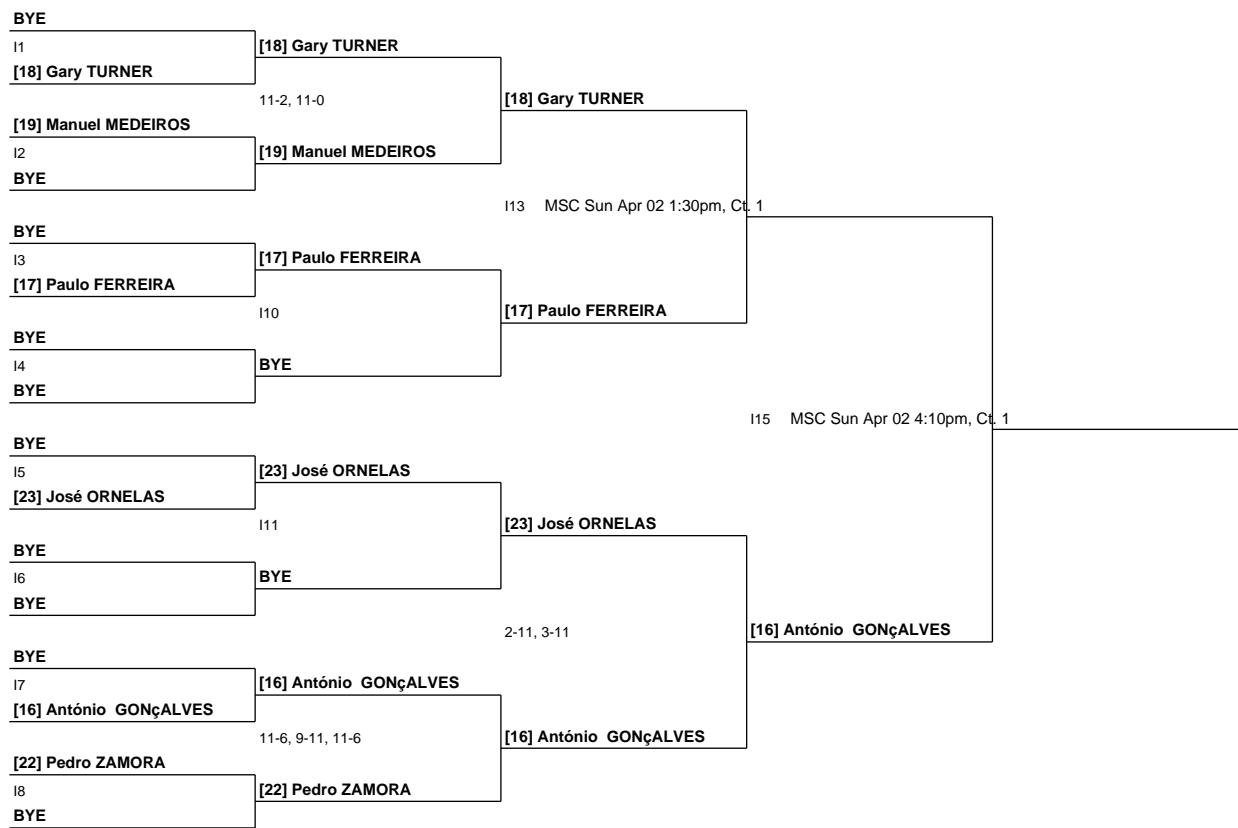 BYE
I1
[18] Gary TURNER
[18] Gary TURNER
11-2, 11-0
[18] Gary TURNER
[19] Manuel MEDEIROS
I2
[19] Manuel MEDEIROS
BYE
I13 MSC Sun Apr 02 1:30pm, Ct. 1
BYE
I3
[17] Paulo FERREIRA
[17] Paulo FERREIRA
I10
[17] Paulo FERREIRA
BYE
I4
BYE
BYE
I15 MSC Sun Apr 02 4:10pm, Ct. 1
BYE
I5
[23] José ORNELAS
[23] José ORNELAS
I11
[23] José ORNELAS
BYE
I6
BYE
BYE
2-11, 3-11
[16] António GONçALVES
BYE
I7
[16] António GONçALVES
[16] António GONçALVES
11-6, 9-11, 11-6
[16] António GONçALVES
[22] Pedro ZAMORA
I8
[22] Pedro ZAMORA
BYE